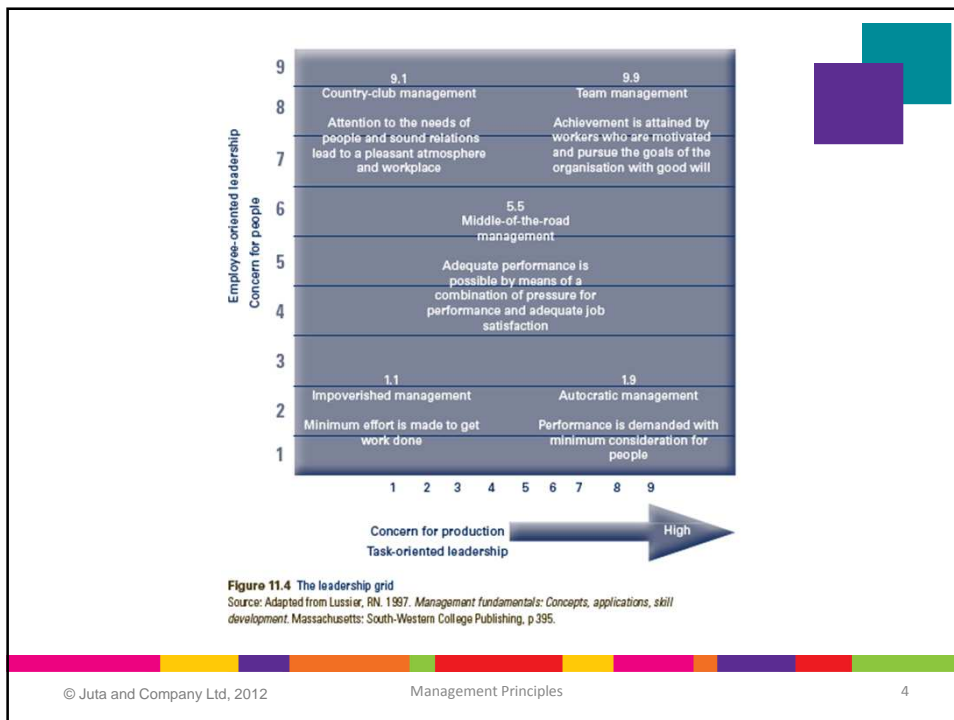 Employee-oriented leadership
Concern for people
9
8
7
6
5
4
3
2
1
9.1
Country-club management
Attention to the needs of
people and sound relations
lead to a pleasant atmosphere
and workplace
9.9
Team management
Achievement is attained by
workers who are motivated
and pursue the goals of the
organisation with good will
5.5
Middle-of-the-road
management
Adequate performance is
possible by means of a
combination of pressure for
performance and adequate job
satisfaction
1.1
Impoverished management
Minimum effort is made to get
work done
1.9
Autocratic management
Performance is demanded with
minimum consideration for
people
1 2 3 4 5 6 7 8 9
Concern for production
Task-oriented leadership
High
Figure 11.4 The leadership grid
Source: Adapted from Lussier, RN. 1997. Management fundamentals: Concepts, applications, skill
development. Massachusetts: South-Western College Publishing, p 395.
© Juta and Company Ltd, 2012
Management Principles
4